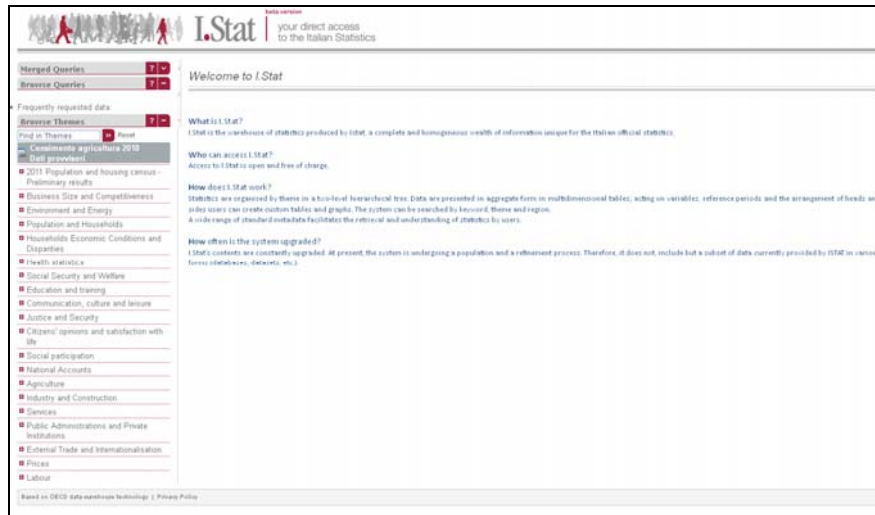 beta version
I.Stat
your direct access
to the Italian Statistics
Merged Queries
Browse Queries
Frequently requested data
Browse Themes
Find in Themes
Reset
Censimento agricoltura 2010
Dati provvisori
2011 Population and housing census -
Preliminary results
Business Size and Competitiveness
Environment and Energy
Population and Households
Households Economic Conditions and
Disparities
Health statistics
Social Security and Welfare
Education and training
Communication, culture and leisure
Justice and Security
Citizens' opinions and satisfaction with
life
Social participation
National Accounts
Agriculture
Industry and Construction
Services
Public Administrations and Private
Institutions
External Trade and Internationalisation
Prices
Labour
Welcome to I.Stat
What is I.Stat?
I.Stat is the warehouse of statistics produced by Istat, a complete and homogeneous wealth of information unique for the Italian official statistics.
Who can access I.Stat?
Access to I.Stat is open and free of charge.
How does I.Stat work?
Statistics are organised by theme in a two-level hierarchical tree. Data are presented in aggregate form in multidimensional tables; acting on variables, reference periods and the arrangement of heads an
sides users can create custom tables and graphs. The system can be searched by keyword, theme and region.
A wide range of standard metadata facilitates the retrieval and understanding of statistics by users.
How often is the system upgraded?
I.Stat's contents are constantly upgraded. At present, the system is undergoing a population and a refinement process. Therefore, it does not, include but a subset of data currently provided by ISTAT in variou
forms (databases, datasets, etc.).
Based on OECD data warehouse technology | Privacy Policy